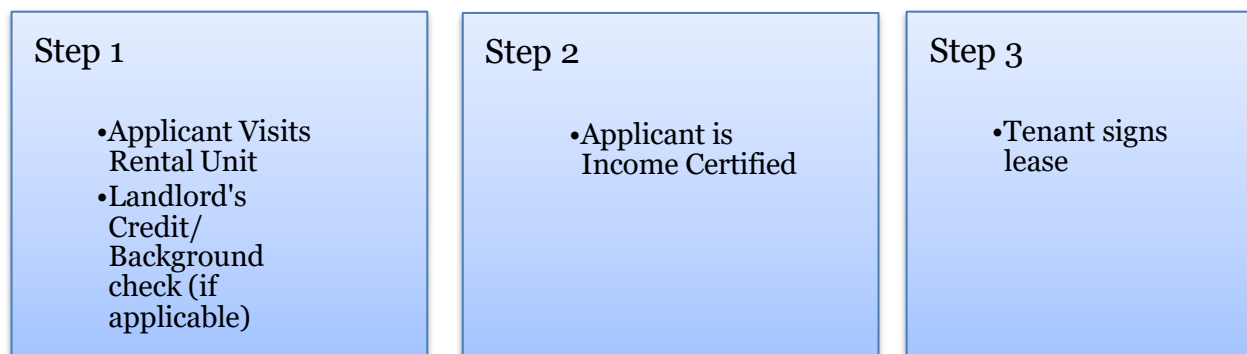 Step 1
•Applicant Visits
Rental Unit
•Landlord's
Credit/
Background
check (if
applicable)
Step 2
•Applicant is
Income Certified
Step 3
•Tenant signs
lease